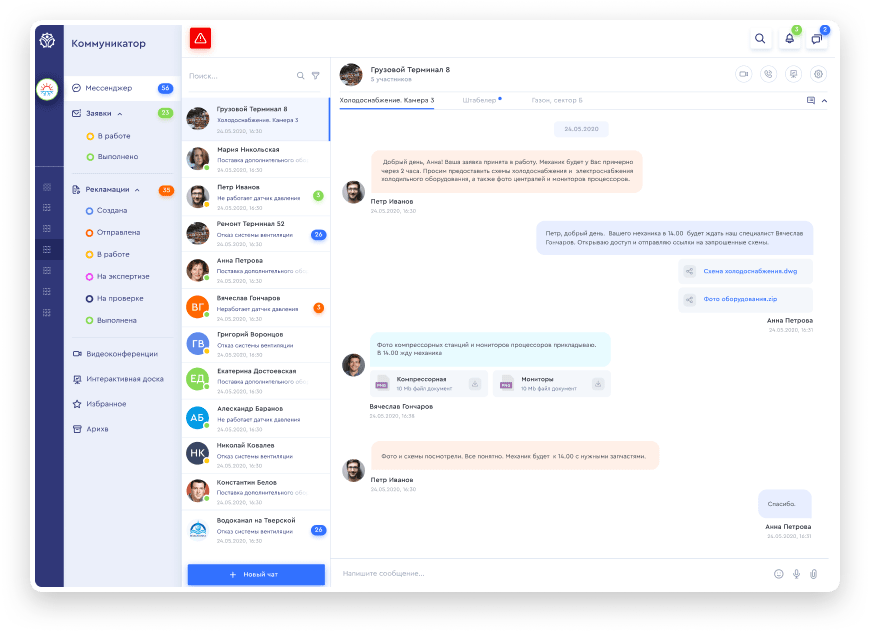 Коммуникатор
Мессенджер 56
Заявки 23
В работе
Выполнено
Рекламации 35
Создана
Отправлена
В работе
На экспертизе
На проверке
Выполнена
Видеоконференции
Интерактивная доска
Избранное
Архив
Поиск...
Грузовой Терминал 8
Холодоснабжение. Камера 3
24.05.2020, 16:30
Мария Никольская
Поставка дополнительного обо
24.05.2020, 16:30
Петр Иванов
Не работает датчик давления 3
24.05.2020, 16:30
Ремонт Терминал 52
Отказ системы вентиляции 26
24.05.2020, 16:30
Анна Петрова
Поставка дополнительного обо
24.05.2020, 16:30
ВГ
Вячеслав Гончаров
Неработает датчик давления 3
24.05.2020, 16:30
ГВ
Григорий Воронцов
Отказ системы вентиляции
24.05.2020, 16:30
ЕД
Екатерина Достоевская
Поставка дополнительного обо
24.05.2020, 16:30
АБ
Алесксандр Баранов
Не работает датчик давления
24.05.2020, 16:30
НК
Николай Ковалев
Отказ системы вентиляции
24.05.2020, 16:30
Константин Белов
Поставка дополнительного обо
24.05.2020, 16:30
Водоканал на Тверской
Отказ системы вентиляции 26
24.05.2020, 16:30
+ Новый чат
3 2
Грузовой Терминал 8
5 участников
Холодоснабжение. Камера 3 Штабелер Газон, сектор Б
24.05.2020
Добрый день, Анна! Ваша заявка принята в работу. Механик будет у Вас примерно
через 2 часа. Просим предоставить схемы холодоснабжения и электроснабжения
холодильного оборудования, а также фото централей и мониторов процессоров.
Петр Иванов
24.05.2020, 16:30
Петр, добрый день. Вашего механика в 14.00 будет ждать наш специалист Вячеслав
Гончаров. Открываю доступ и отправляю ссылки на запрошенные схемы.
Схена холодоснабжения.dwg
Фото оборудования.zip
Анна Петрова
24.05.2020, 16:31
Фото компрессорных станций и мониторов процессоров прикладываю.
В 14.00 жду механика
Компрессорная
10 Mb файл документ
Мониторы
10 Mb файл документ
Вячеслав Гончаров
24.05.2020, 16:38
Фото и схемы посмотрели. Все понятно. Механик будет к 14.00 с нужными запчастями.
Петр Иванов
24.05.2020, 16:30
Спасибо.
Анна Петрова
24.05.2020, 16:31
Напишите сообщение...